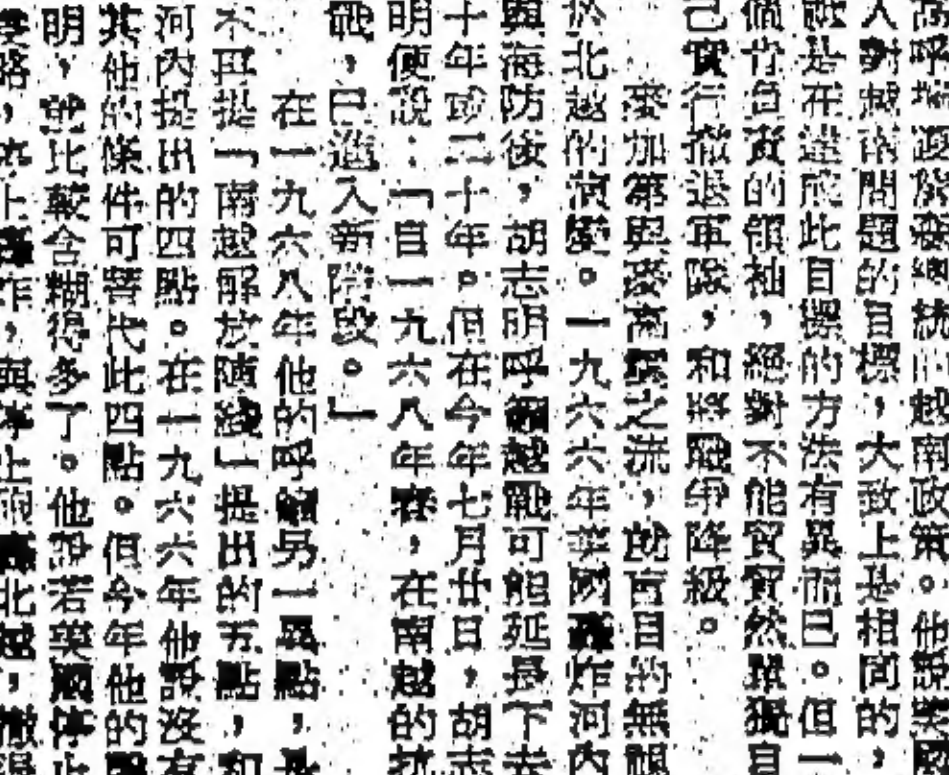 越南政策。他說
人對越南問題的目標，大致上是相同的，
戰是在達成此目標的方法有異而已。但一
個負責的領袖，絕對不能貿貿然單獨自
己實行撤退軍隊，和將戰爭降級。
麥加第與麥高之流，就盲目的無視
於北越的演變。一九六六年美國轟炸河內
與海防後，胡志明呼籲越戰可能延長下去
十年或二十年。但在今年七月廿日，胡志
明便說：「自一九六八年春，在南越的抗
戰，已進入新階段。」
在一九六八年他的呼籲另一要點，是
不再提「南越解放陣綫」提出的五點，和
河內提出的四點。在一九六六年他說沒有
其他的條件可替代此四點。但今年他的
明，就比較含糊得多了。他說若美國停止
北越，撤